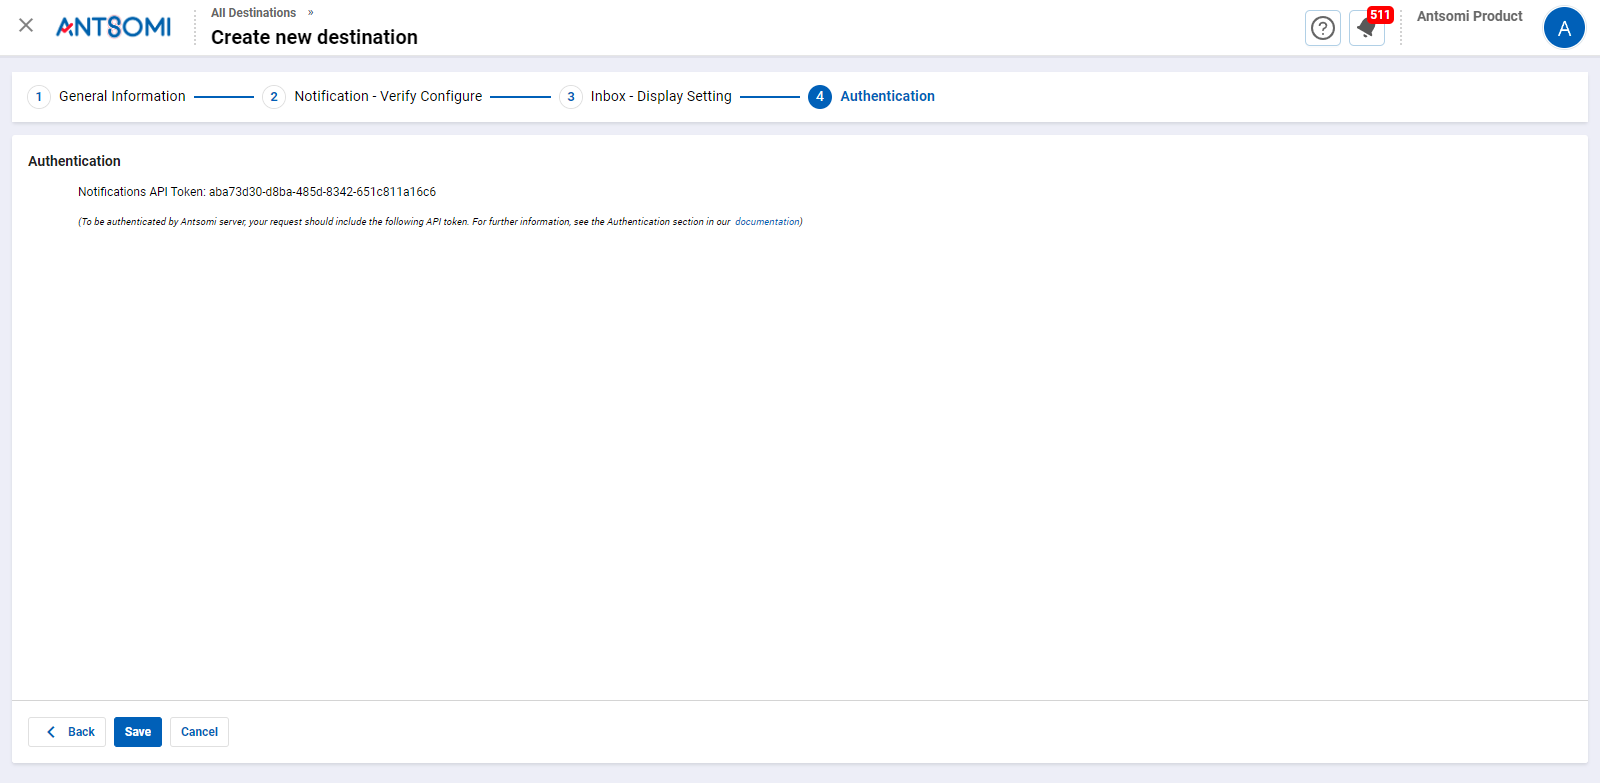 ANTSOMI
All Destinations »
Create new destination
511
Antsomi Product
A
1 General Information
2 Notification - Verify Configure
3 Inbox - Display Setting
4 Authentication
Authentication
Notifications API Token: aba73d30-d8ba-485d-8342-651c811a16c6
(To be authenticated by Antsomi server, your request should include the following API token. For further information, see the Authentication section in our documentation)
Back
Save
Cancel